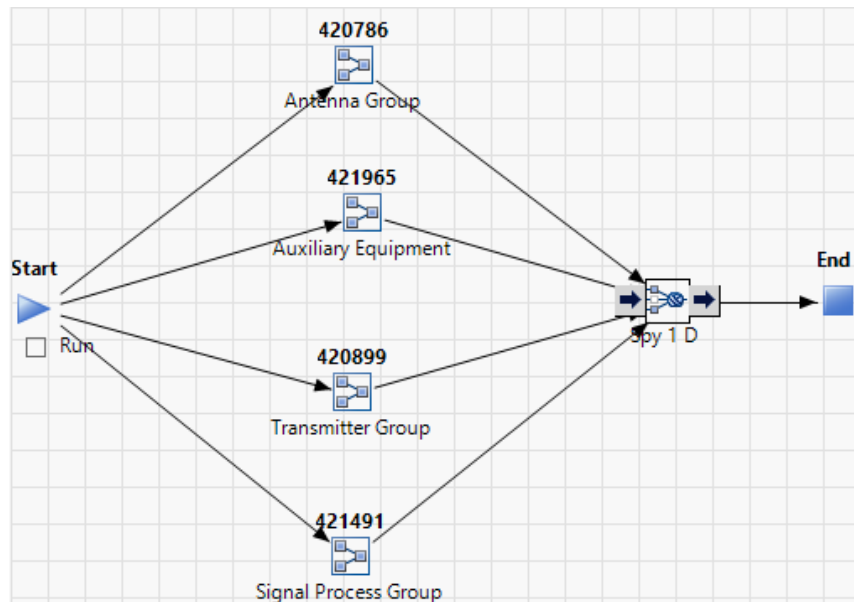 420786
Antenna Group
421965
Auxiliary Equipment
Start
End
Run
Spy 1 D
420899
Transmitter Group
421491
Signal Process Group